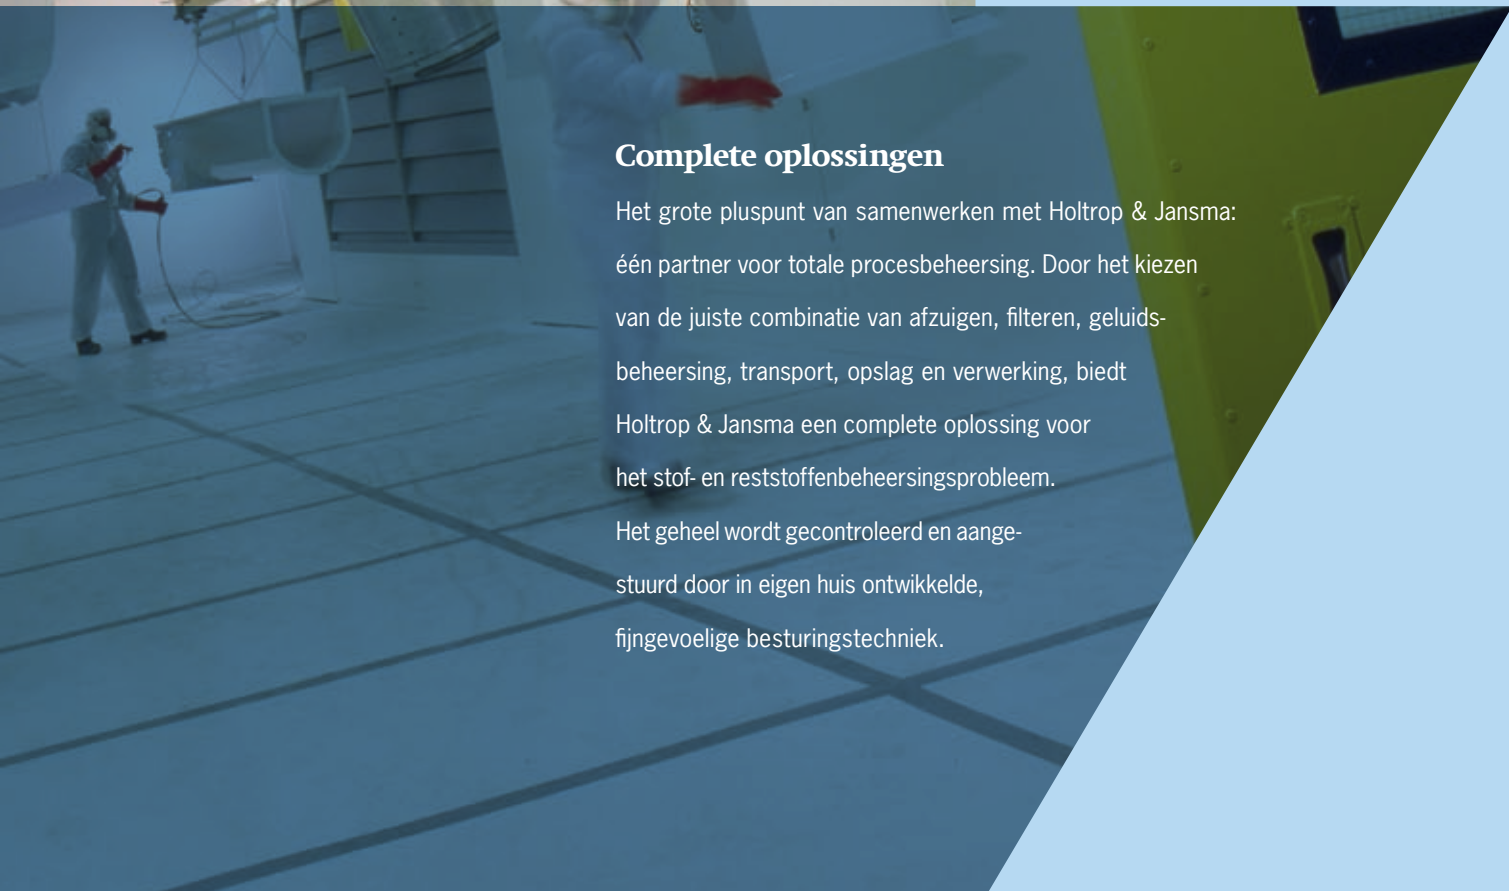 Complete oplossingen
Het grote pluspunt van samenwerken met Holtrop & Jansma:
één partner voor totale procesbeheersing. Door het kiezen
van de juiste combinatie van afzuigen, filteren, geluids-
beheersing, transport, opslag en verwerking, biedt
Holtrop & Jansma een complete oplossing voor
het stof- en reststoffenbeheersingsprobleem.
Het geheel wordt gecontroleerd en aange-
stuurd door in eigen huis ontwikkelde,
fijngevoelige besturingstechniek.